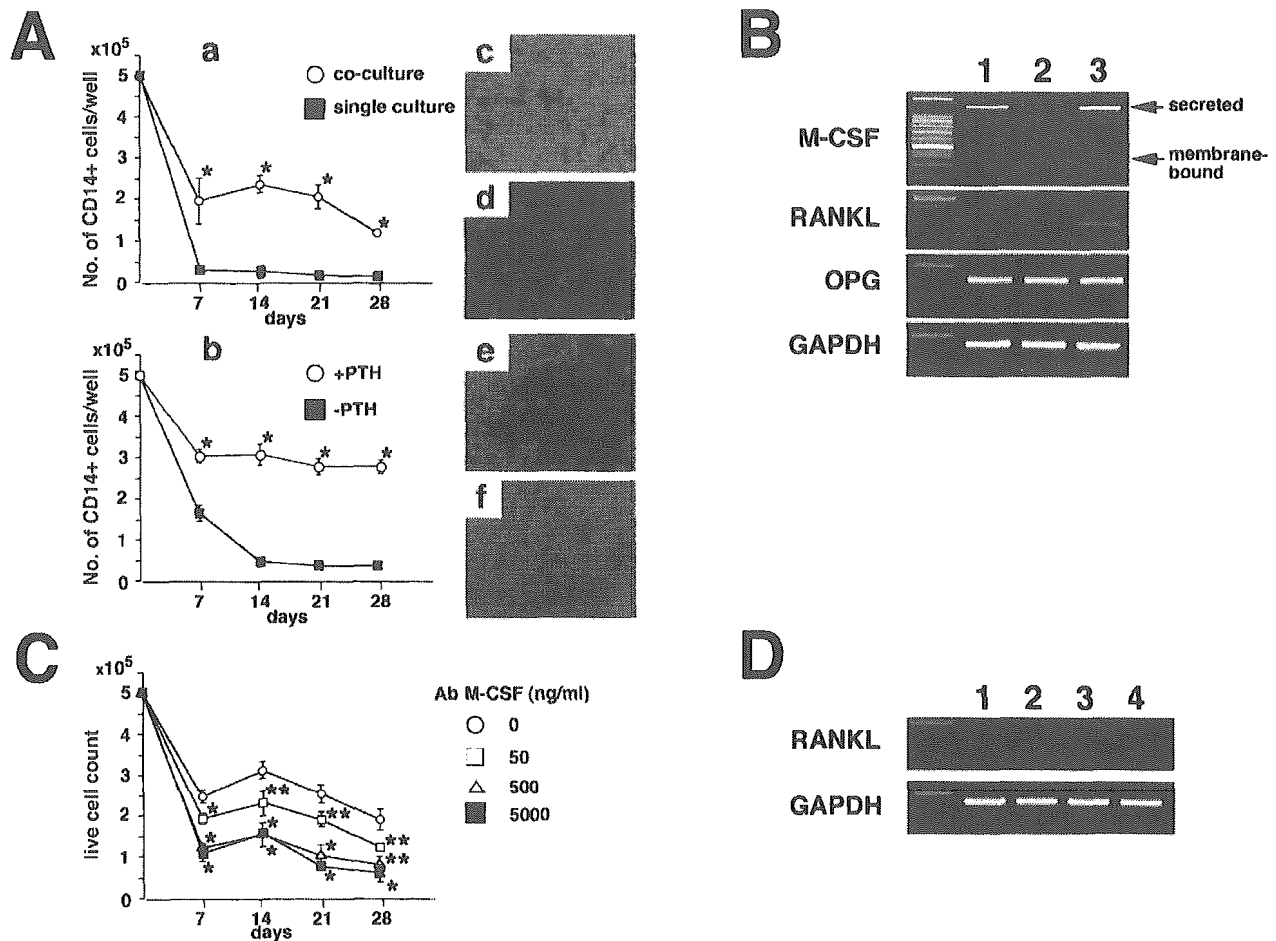 A
a
x10⁵
No. of CD14+ cells/well
5
4
3
2
1
0
7 14 21 28
days
co-culture
single culture
* * * *
c
d
b
x10⁵
No. of CD14+ cells/well
5
4
3
2
1
0
7 14 21 28
days
+PTH
-PTH
* * * *
e
f
B
1 2 3
M-CSF
secreted
membrane-
bound
RANKL
OPG
GAPDH
C
x10⁵
live cell count
5
4
3
2
1
0
7 14 21 28
days
* ** ** **
* * * **
* * * *
Ab M-CSF (ng/ml)
0
50
500
5000
D
1 2 3 4
RANKL
GAPDH